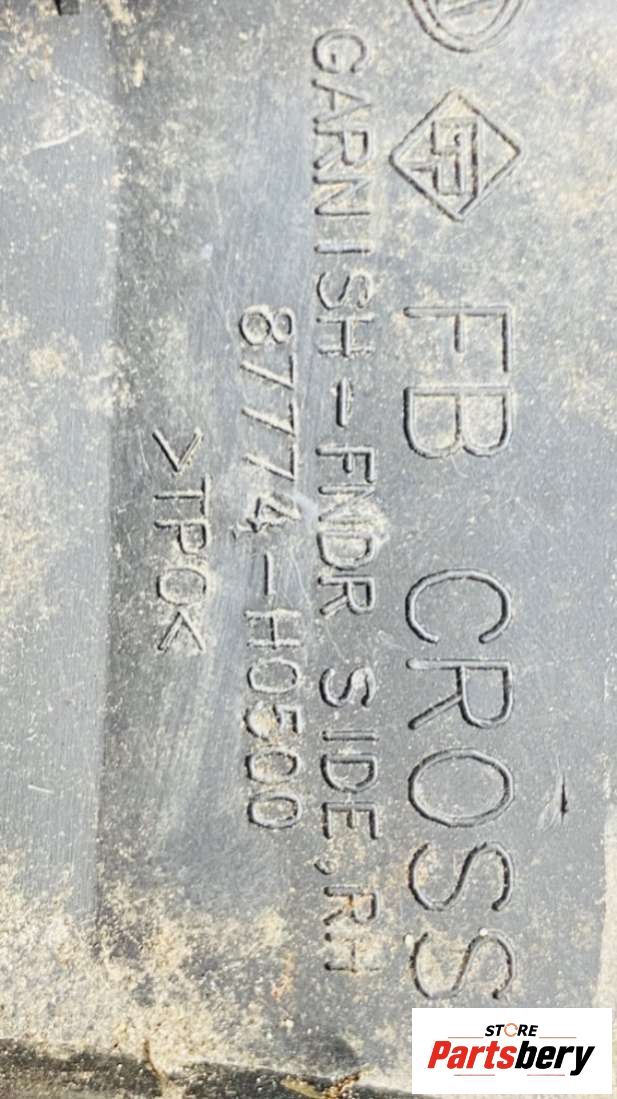 FB CROSS
GARNISH-FNDR SIDE,RH
87774-H0500
>TPO<
STORE
Partsbery